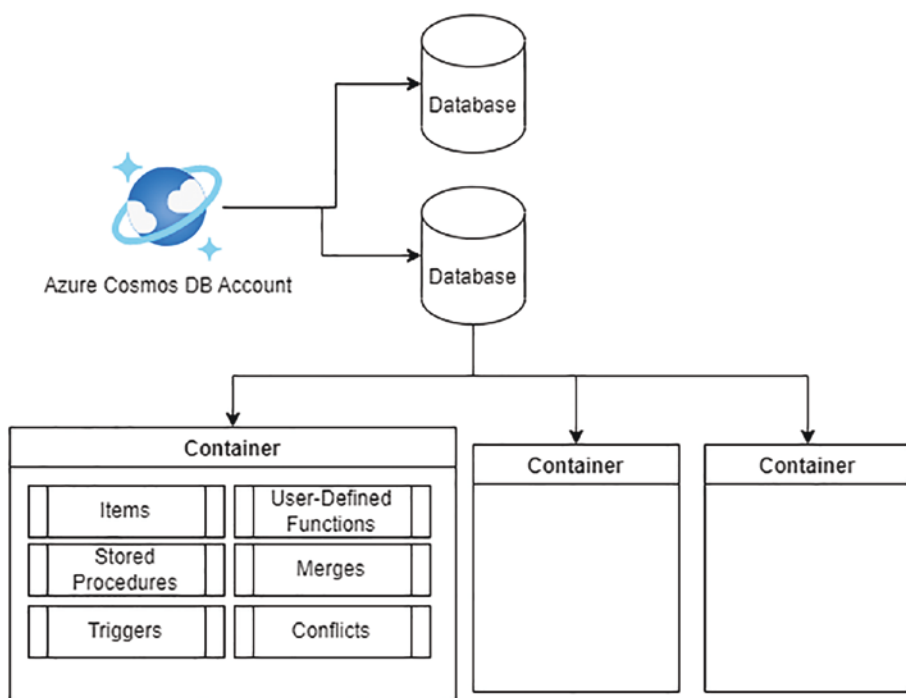 Database
Database
Azure Cosmos DB Account
Container
Items
User-Defined
Functions
Stored
Procedures
Merges
Triggers
Conflicts
Container
Container